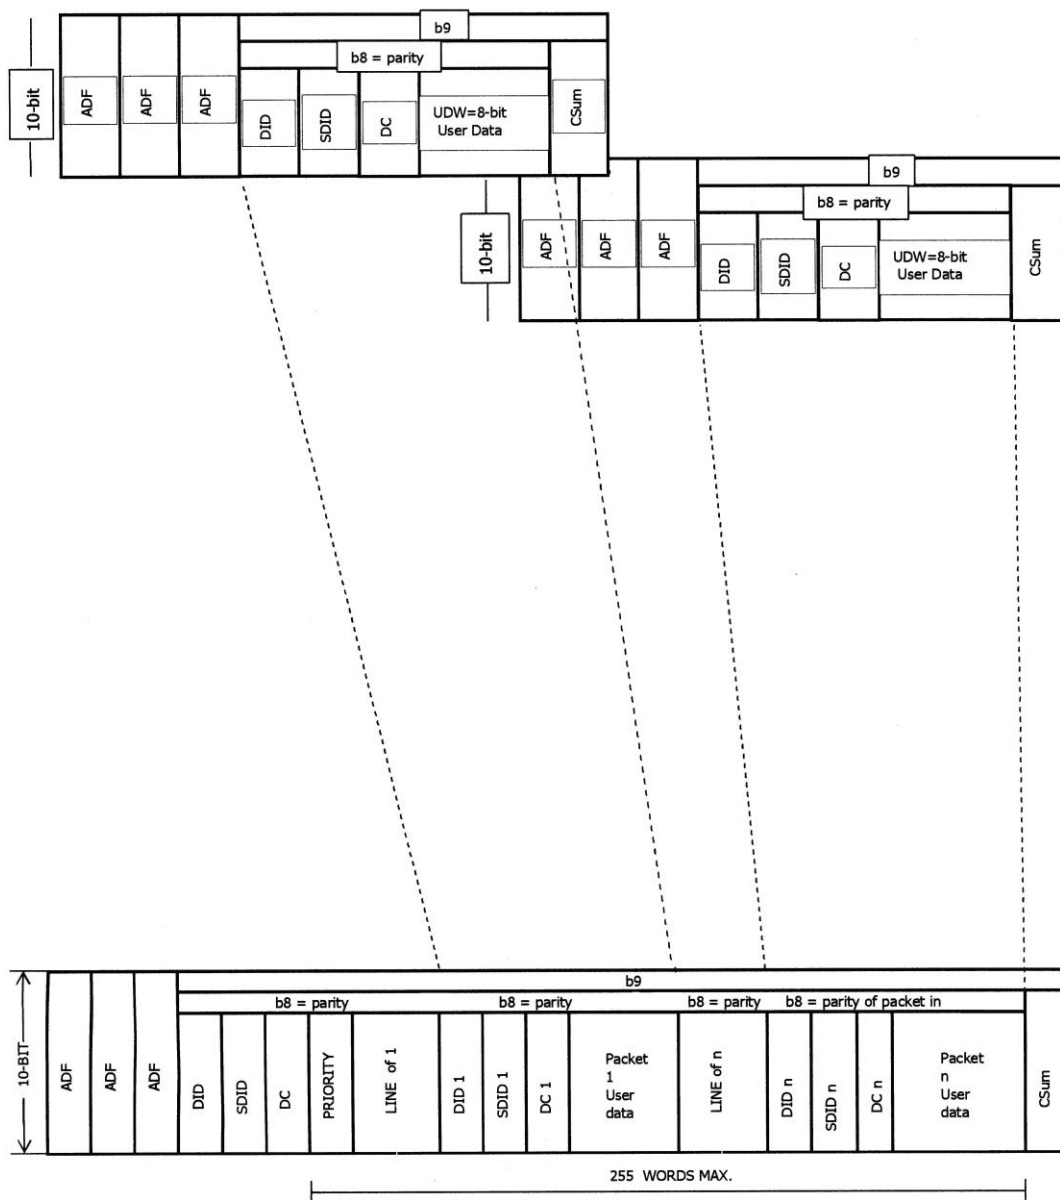 b9
b8 = parity
10-bit
ADF
ADF
ADF
DID
SDID
DC
UDW=8-bit
User Data
CSum
b9
b8 = parity
10-bit
ADF
ADF
ADF
DID
SDID
DC
UDW=8-bit
User Data
CSum
b9
b8 = parity
b8 = parity
b8 = parity
b8 = parity of packet in
10-BIT
ADF
ADF
ADF
DID
SDID
DC
PRIORITY
LINE of 1
DID 1
SDID 1
DC 1
Packet
1
User
data
LINE of n
DID n
SDID n
DC n
Packet
n
User
data
CSum
255 WORDS MAX.